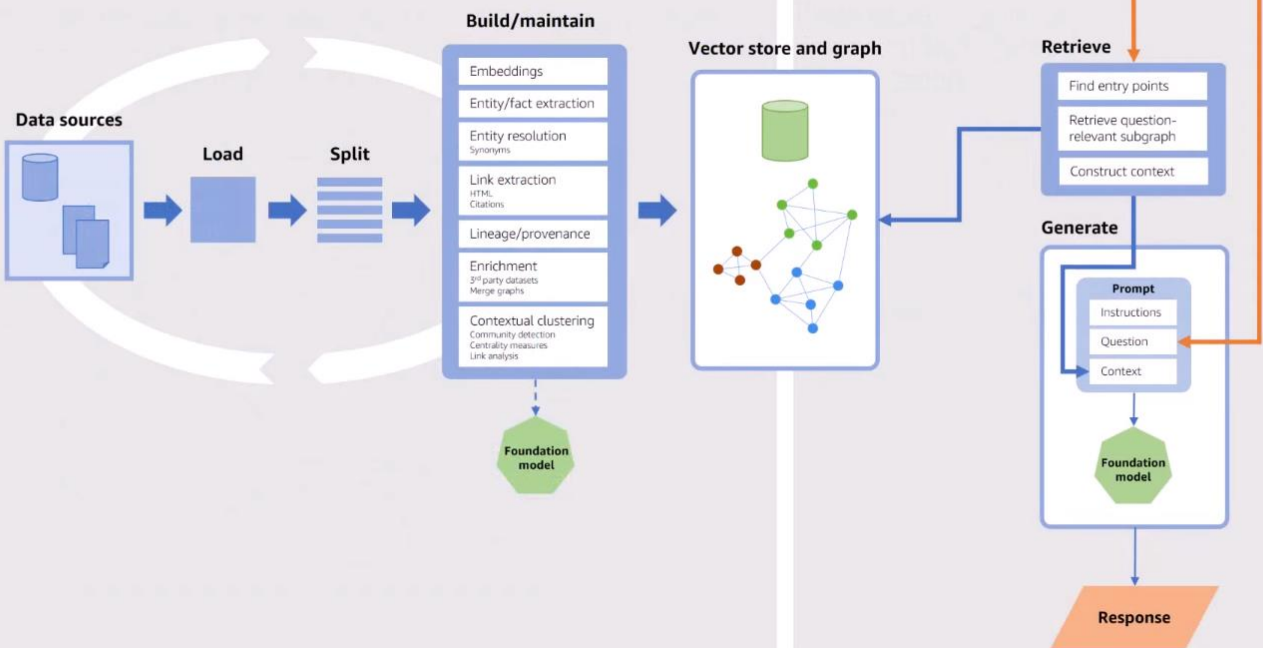 Build/maintain
Embeddings
Entity/fact extraction
Entity resolution
Synonyms
Link extraction
HTML
Citations
Lineage/provenance
Enrichment
3rd party datasets
Merge graphs
Contextual clustering
Community detection
Centrality measures
Link analysis
Foundation
model
Data sources
Load
Split
Vector store and graph
Retrieve
Find entry points
Retrieve question-
relevant subgraph
Construct context
Generate
Prompt
Instructions
Question
Context
Foundation
model
Response